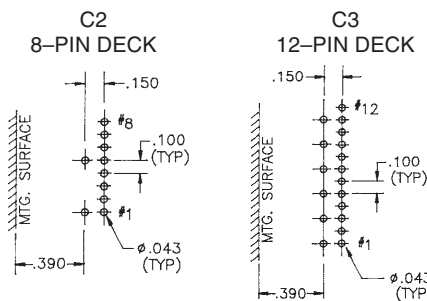 C2
8–PIN DECK
.150
#8
.100
(TYP)
MTG. SURFACE
#1
ø.043
(TYP)
.390
C3
12–PIN DECK
.150
#12
.100
(TYP)
MTG. SURFACE
#1
ø.043
(TYP
.390